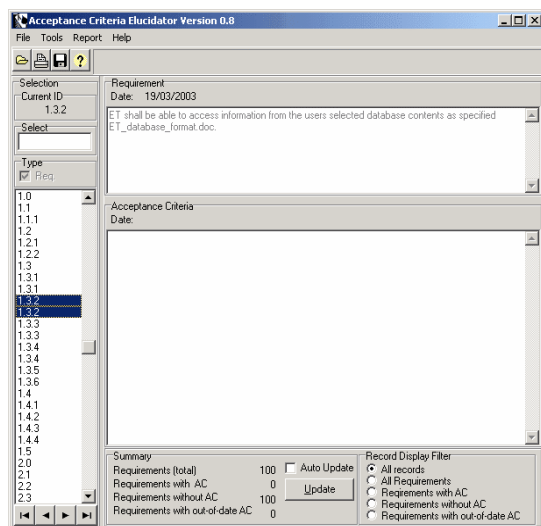 Acceptance Criteria Elucidator Version 0.8
File Tools Report Help
Selection
Current ID
1.3.2
Select
Type
Req.
1.0
1.1
1.1.1
1.2
1.2.1
1.2.2
1.3
1.3.1
1.3.1
1.3.2
1.3.2
1.3.3
1.3.3
1.3.4
1.3.4
1.3.5
1.3.6
1.4
1.4.1
1.4.2
1.4.3
1.4.4
1.5
2.0
2.1
2.2
2.3
Requirement
Date: 19/03/2003
ET shall be able to access information from the users selected database contents as specified
ET_database_format.doc.
Acceptance Criteria
Date:
Summary
Requirements (total) 100
Requirements with AC 0
Requirements without AC 100
Requirements with out-of-date AC 0
Auto Update
Update
Record Display Filter
All records
All Requirements
Reqirements with AC
Requirements without AC
Requirements with out-of-date AC